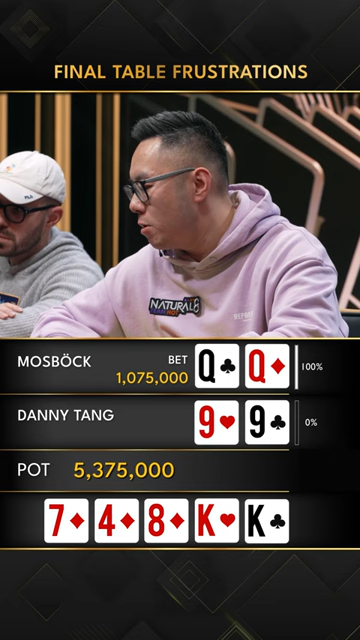 FINAL TABLE FRUSTRATIONS
NATURAL8
MOSBÖCK BET Q♣ Q♦ 100%
1,075,000
DANNY TANG 9♥ 9♣ 0%
POT 5,375,000
7♦ 4♦ 8♦ K♥ K♣